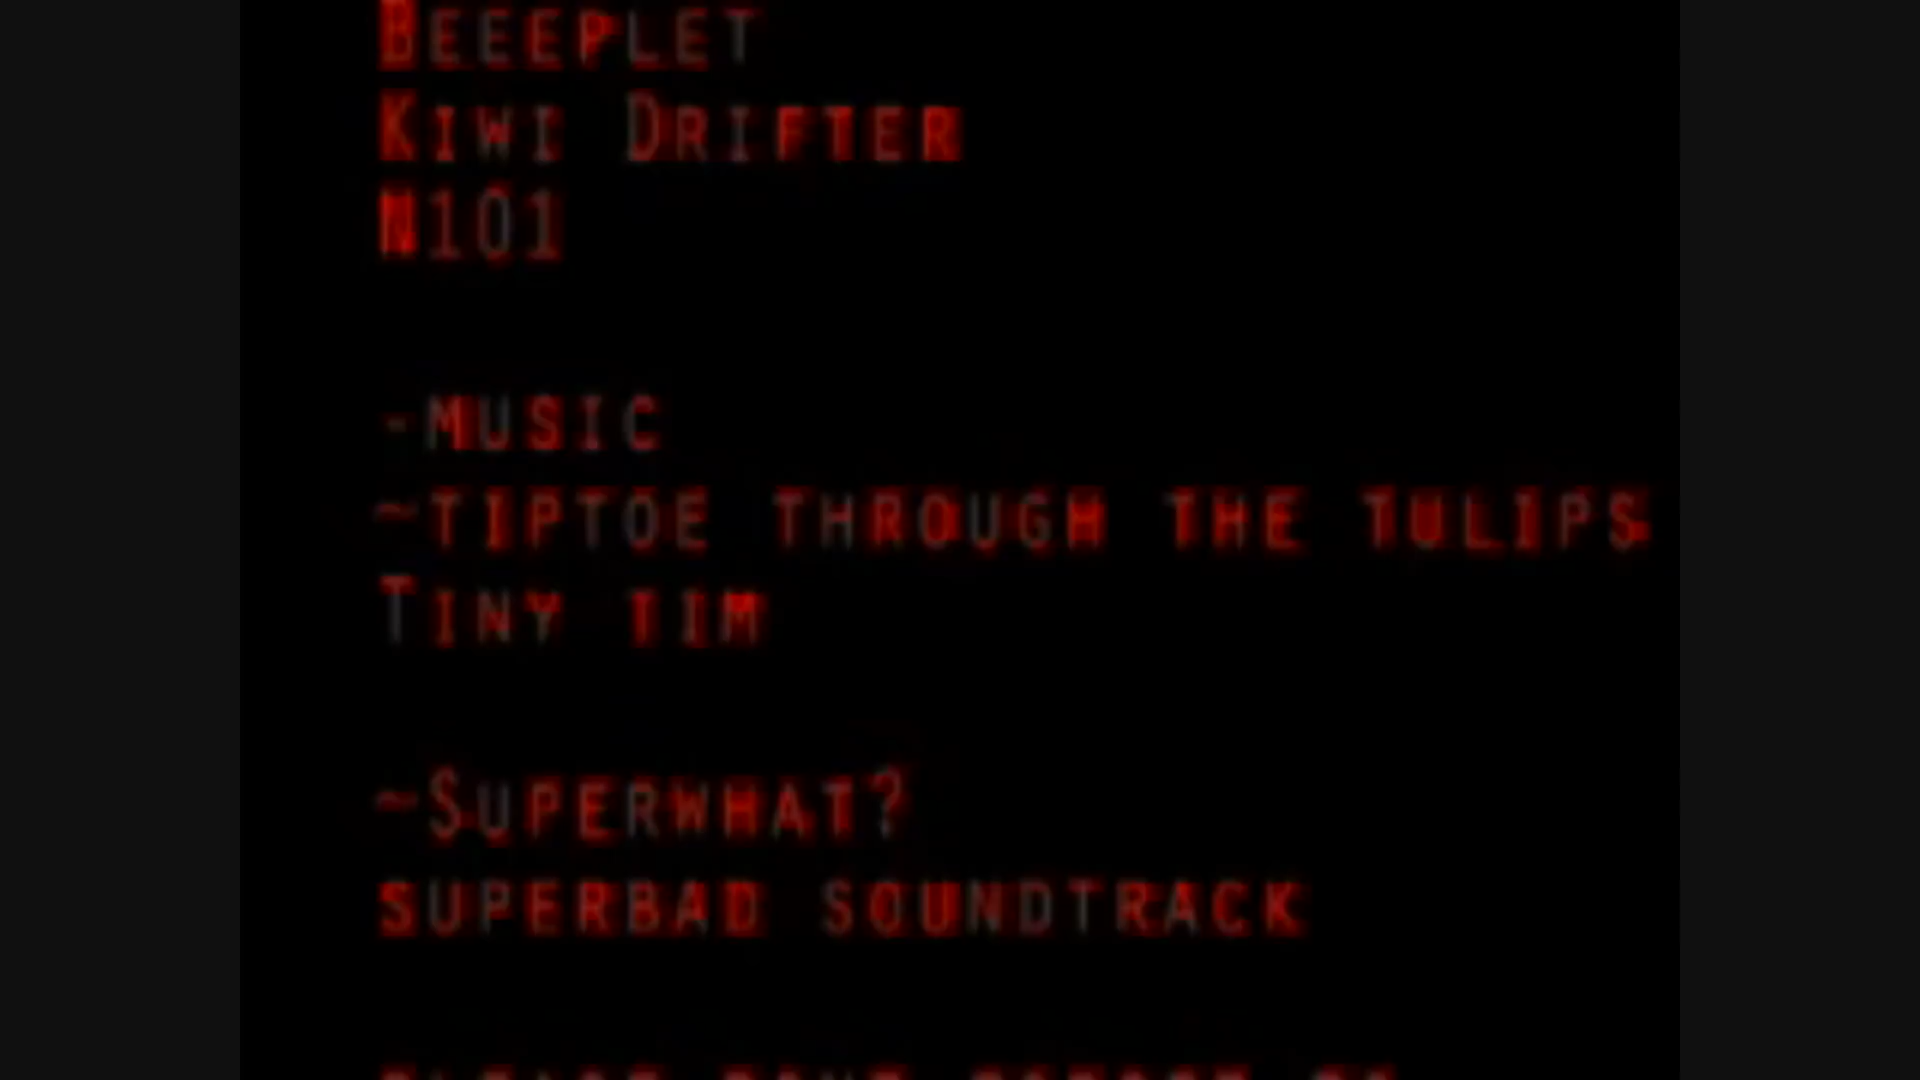 Beeeplet
Kiwi Drifter
N101
-music
~tiptoe through the tulips
Tiny tim
~Superwhat?
superbad soundtrack